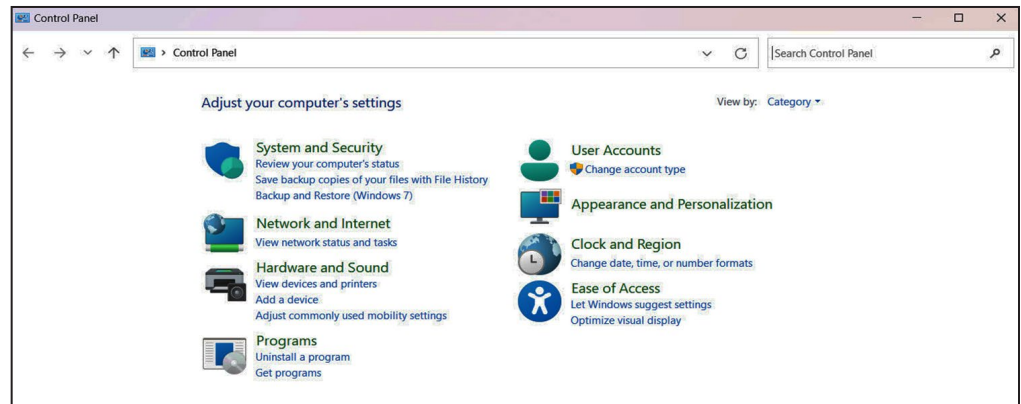 Control Panel
Control Panel
Search Control Panel
Adjust your computer's settings
View by: Category
System and Security
Review your computer's status
Save backup copies of your files with File History
Backup and Restore (Windows 7)
Network and Internet
View network status and tasks
Hardware and Sound
View devices and printers
Add a device
Adjust commonly used mobility settings
Programs
Uninstall a program
Get programs
User Accounts
Change account type
Appearance and Personalization
Clock and Region
Change date, time, or number formats
Ease of Access
Let Windows suggest settings
Optimize visual display